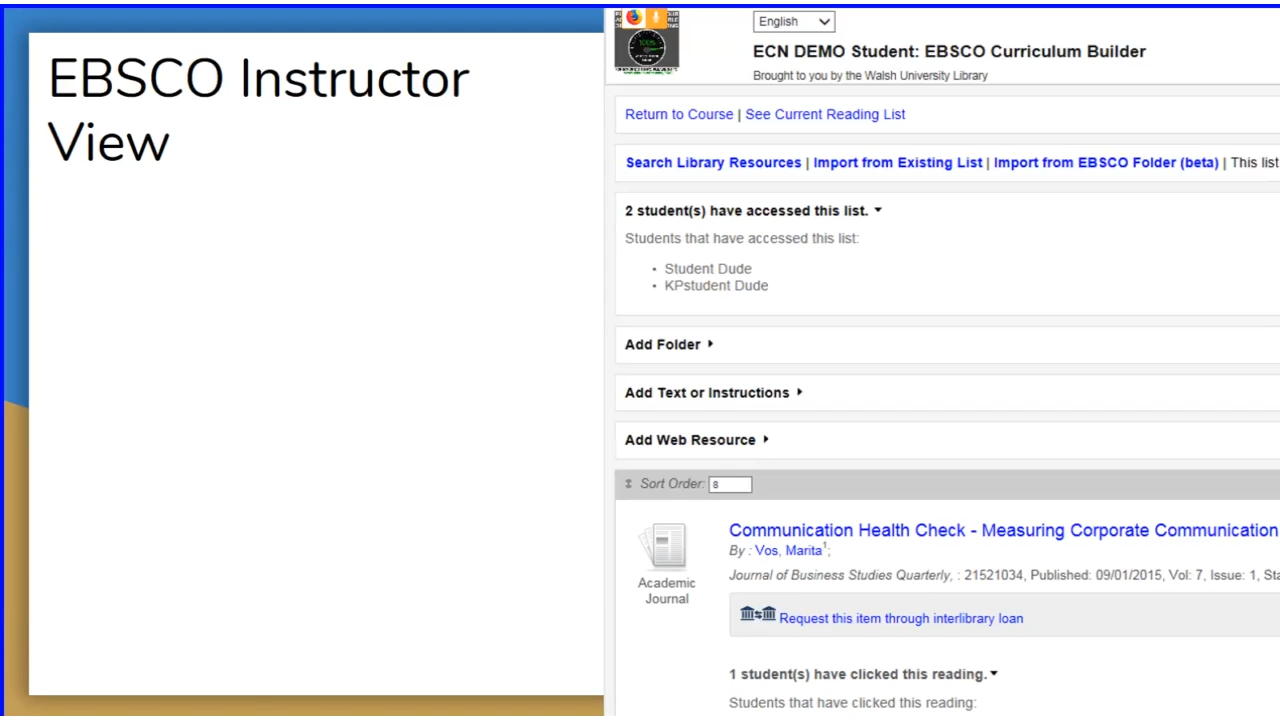 EBSCO Instructor
View
English
100%
ECN DEMO Student: EBSCO Curriculum Builder
Brought to you by the Walsh University Library
Return to Course | See Current Reading List
Search Library Resources | Import from Existing List | Import from EBSCO Folder (beta) | This list
2 student(s) have accessed this list.
Students that have accessed this list:
• Student Dude
• KPstudent Dude
Add Folder
Add Text or Instructions
Add Web Resource
Sort Order: 8
Communication Health Check - Measuring Corporate Communication
By : Vos, Marita1;
Journal of Business Studies Quarterly, : 21521034, Published: 09/01/2015, Vol: 7, Issue: 1, Sta
Academic
Journal
Request this item through interlibrary loan
1 student(s) have clicked this reading.
Students that have clicked this reading: